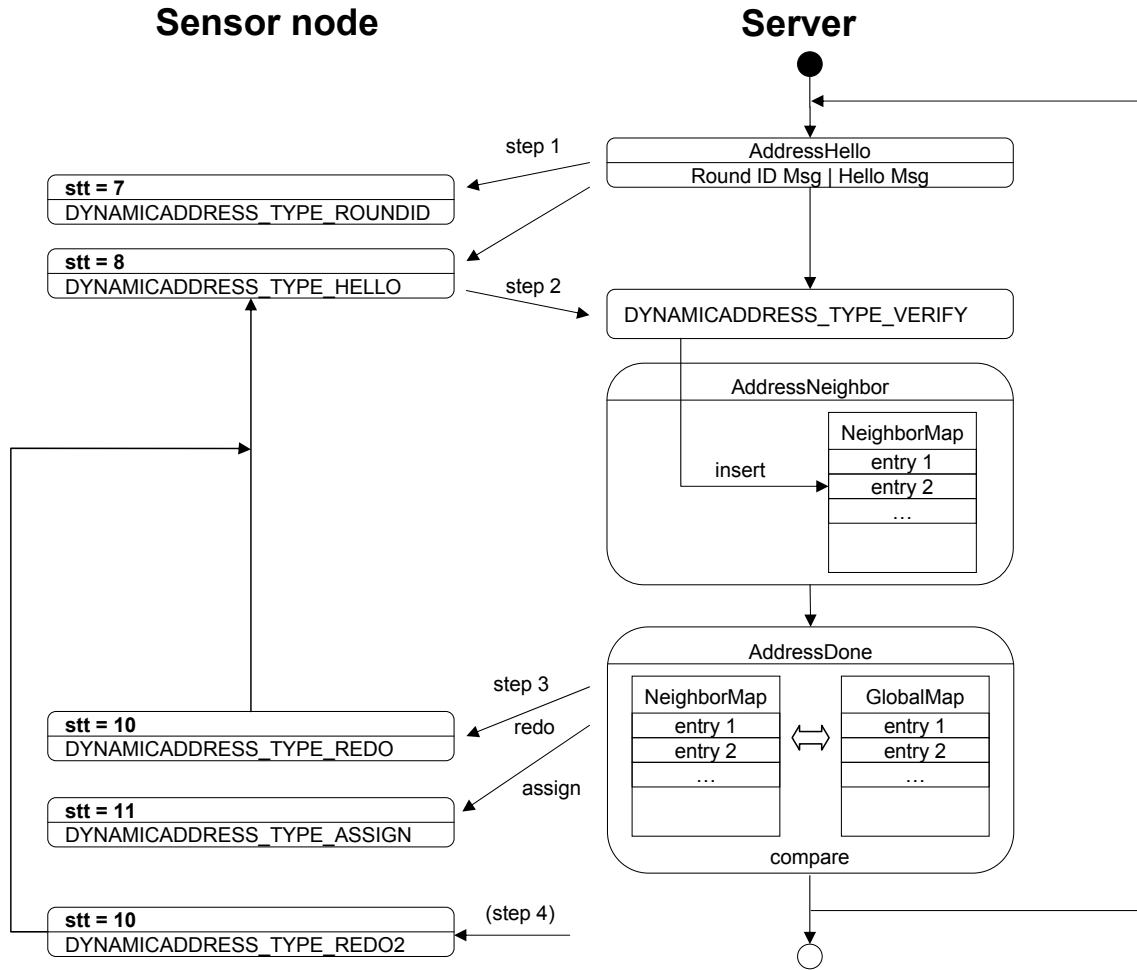 Sensor node
Server
step 1
AddressHello
Round ID Msg | Hello Msg
stt = 7
DYNAMICADDRESS_TYPE_ROUNDID
stt = 8
DYNAMICADDRESS_TYPE_HELLO
step 2
DYNAMICADDRESS_TYPE_VERIFY
AddressNeighbor
NeighborMap
entry 1
entry 2
...
insert
AddressDone
NeighborMap
entry 1
entry 2
...
GlobalMap
entry 1
entry 2
...
compare
step 3
redo
stt = 10
DYNAMICADDRESS_TYPE_REDO
assign
stt = 11
DYNAMICADDRESS_TYPE_ASSIGN
(step 4)
stt = 10
DYNAMICADDRESS_TYPE_REDO2